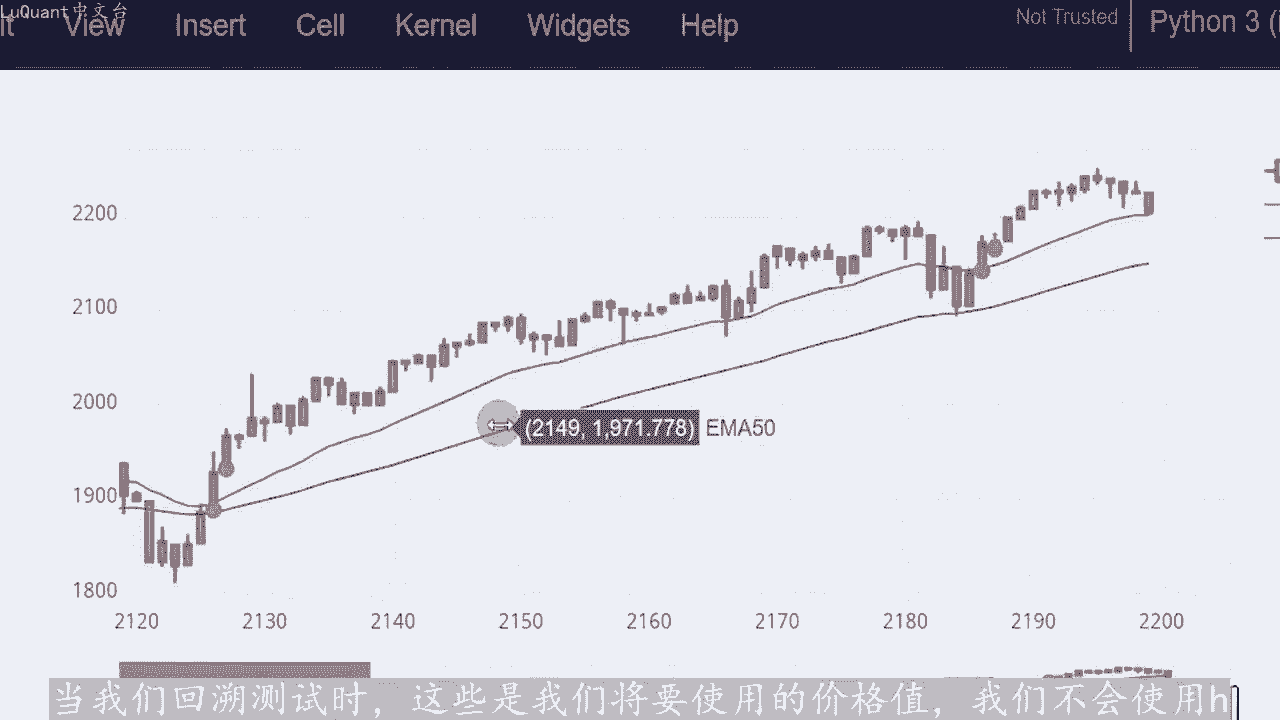 LuQuant中文台
it View Insert Cell Kernel Widgets Help Not Trusted Python 3 (i
2200
2100
2000
(2149, 1,971.778) EMA50
1900
1800
2120 2130 2140 2150 2160 2170 2180 2190 2200
当我们回溯测试时，这些是我们将要使用的价格值，我们不会使用h